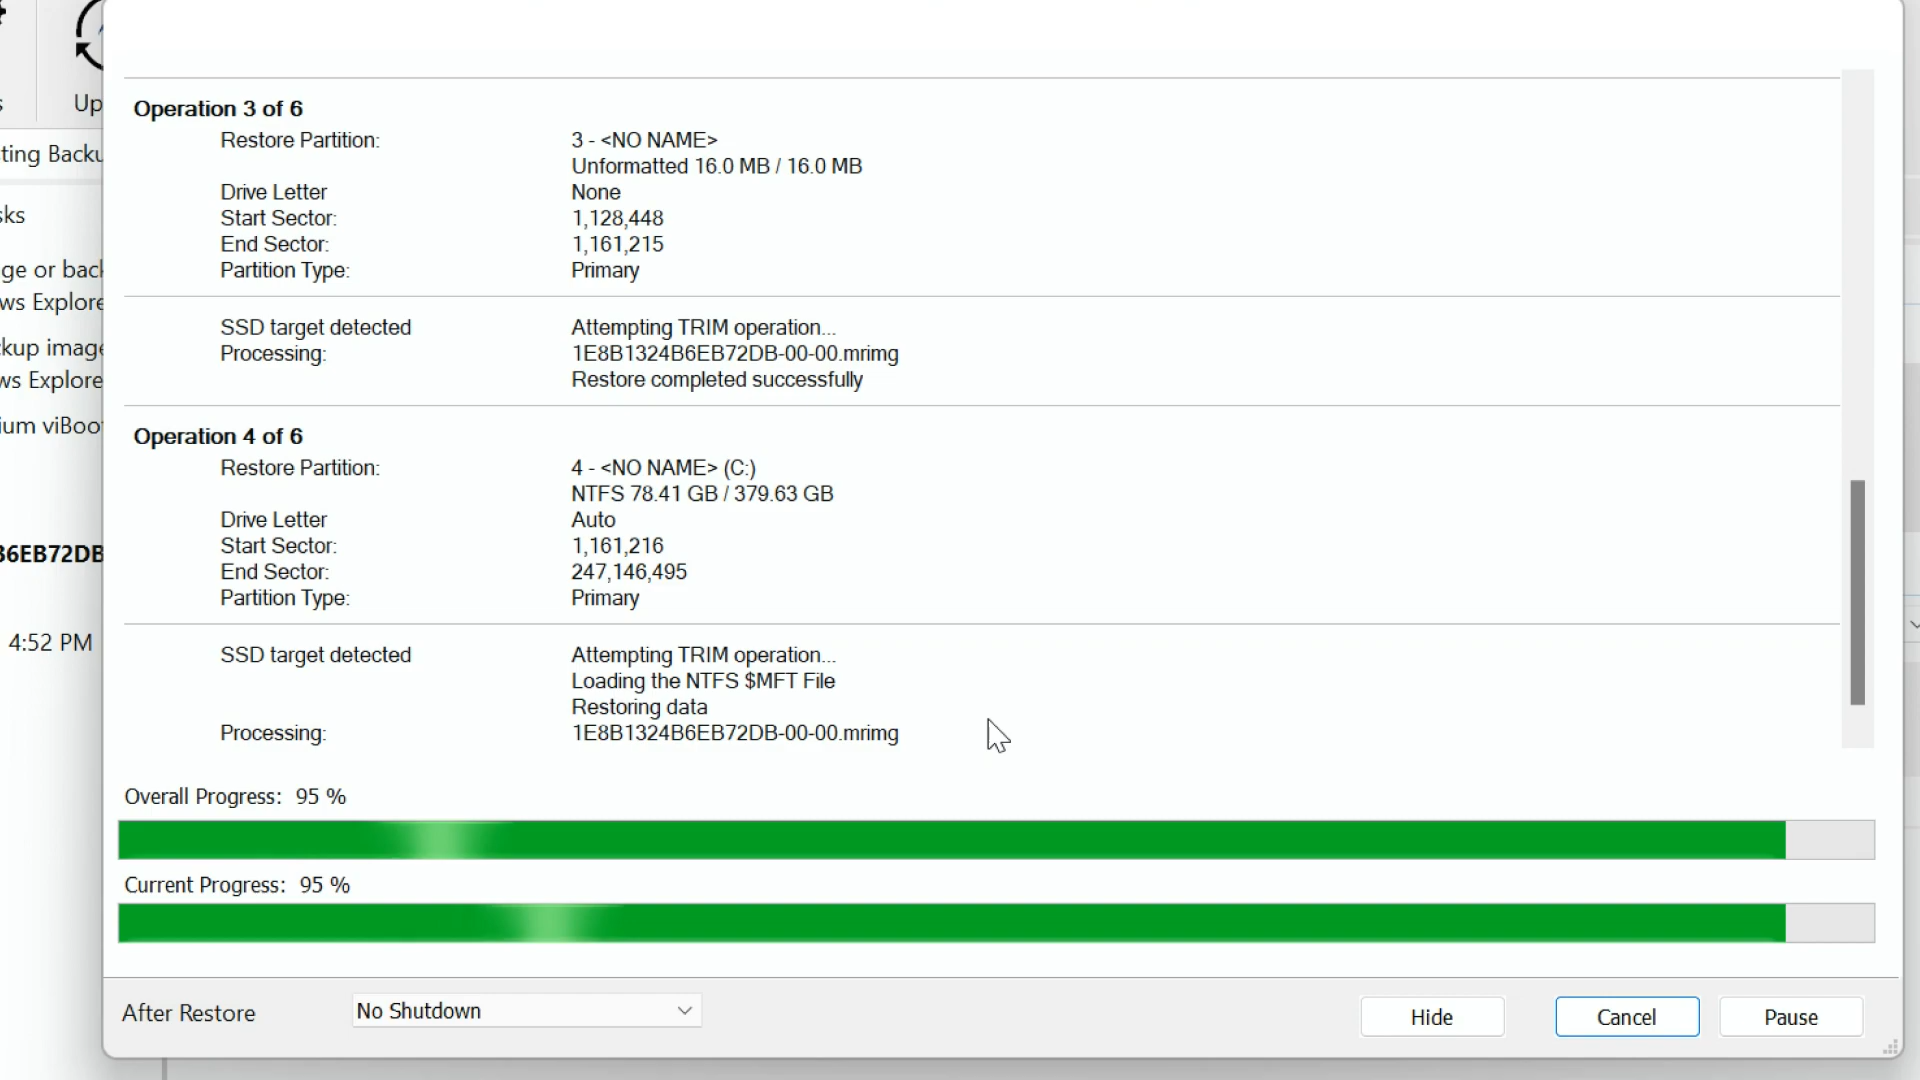 Up
Operation 3 of 6
Restore Partition: 3 - <NO NAME>
Unformatted 16.0 MB / 16.0 MB
Drive Letter None
Start Sector: 1,128,448
End Sector: 1,161,215
Partition Type: Primary
SSD target detected Attempting TRIM operation...
Processing: 1E8B1324B6EB72DB-00-00.mrimg
Restore completed successfully
Operation 4 of 6
Restore Partition: 4 - <NO NAME> (C:)
NTFS 78.41 GB / 379.63 GB
Drive Letter Auto
Start Sector: 1,161,216
End Sector: 247,146,495
Partition Type: Primary
SSD target detected Attempting TRIM operation...
Loading the NTFS $MFT File
Restoring data
Processing: 1E8B1324B6EB72DB-00-00.mrimg
Overall Progress: 95 %
Current Progress: 95 %
After Restore No Shutdown Hide Cancel Pause
s
ting Backu
sks
ge or back
ws Explore
kup image
ws Explore
ium viBoot
36EB72DB
4:52 PM